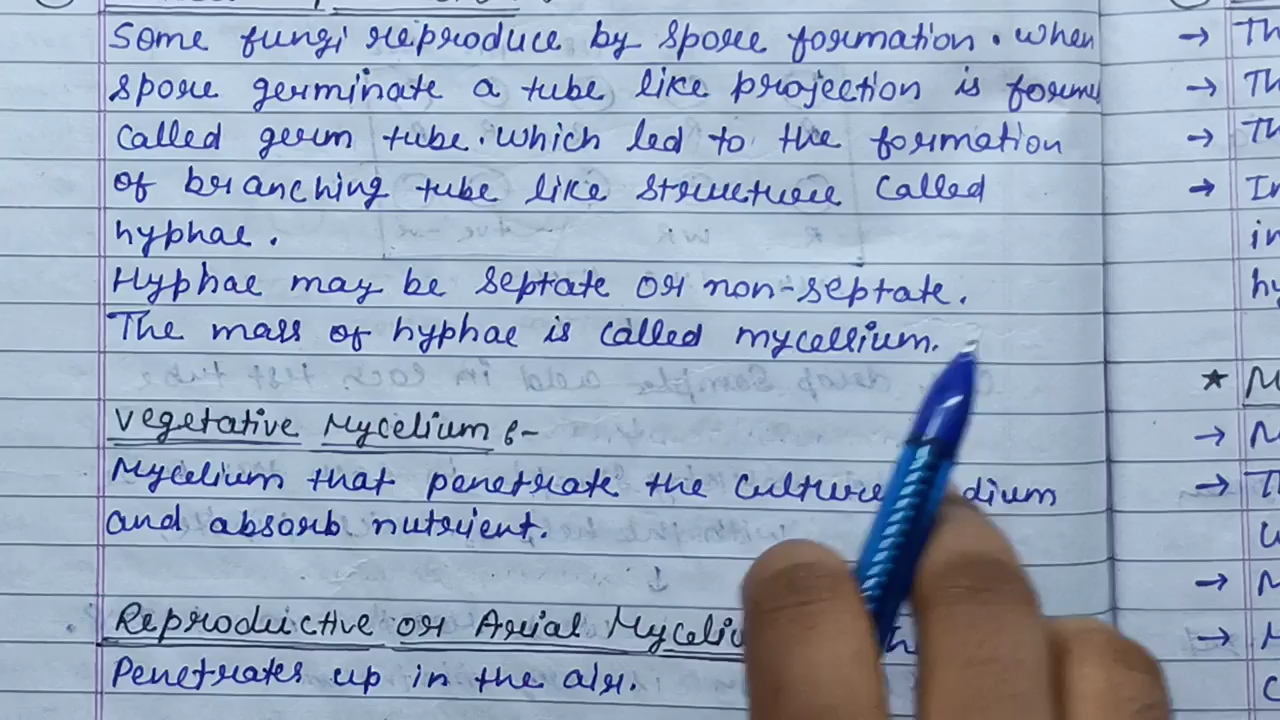 Some fungi reproduce by spore formation. when
spore germinate a tube like projection is
called germ tube. which led to the formation
of branching tube like structure called
hyphae.
Hyphae may be septate or non-septate.
The mass of hyphae is called mycellium.
Vegetative Mycelium :-
Mycelium that penetrate the culture
and absorb nutrient.
Reproductive or Arial
Penetrates up in the air.
→
→
→
→ In
in
★
→
→
→
→